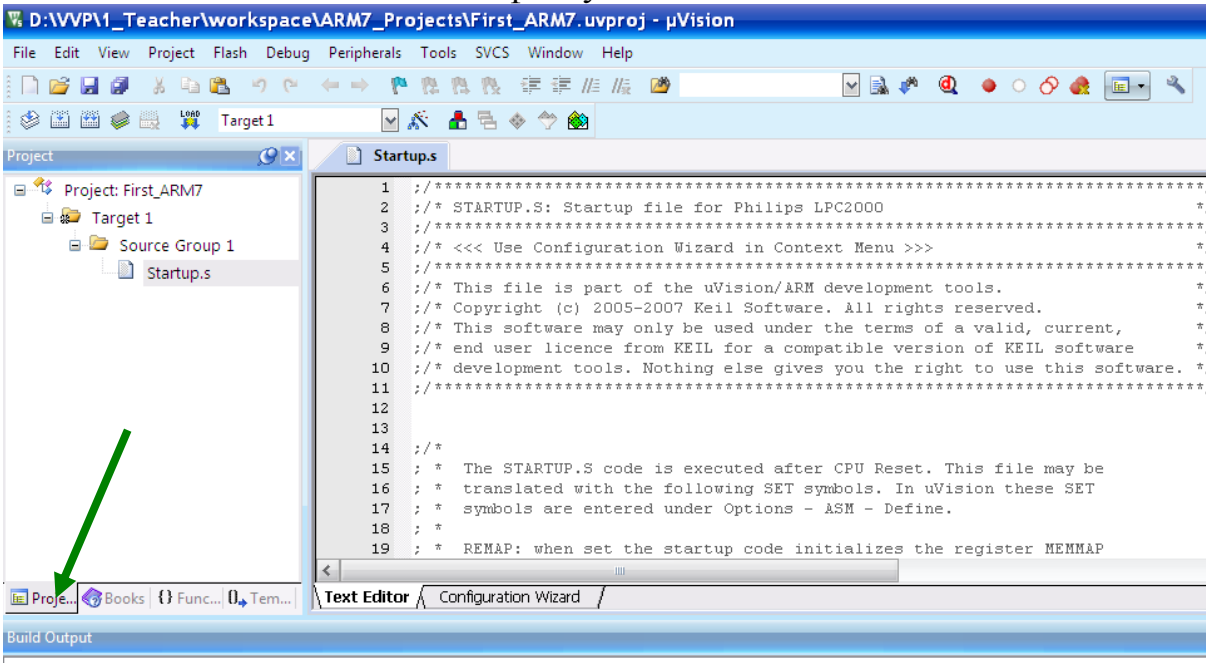 D:\VVP\1_Teacher\workspace\ARM7_Projects\First_ARM7.uvproj - µVision
File Edit View Project Flash Debug Peripherals Tools SVCS Window Help
LOAD Target 1
Project
Startup.s
Project: First_ARM7
Target 1
Source Group 1
Startup.s
1 ;/*****************************************************************************
2 ;/* STARTUP.S: Startup file for Philips LPC2000 *
3 ;/*****************************************************************************
4 ;/* <<< Use Configuration Wizard in Context Menu >>> *
5 ;/*****************************************************************************
6 ;/* This file is part of the uVision/ARM development tools. *
7 ;/* Copyright (c) 2005-2007 Keil Software. All rights reserved. *
8 ;/* This software may only be used under the terms of a valid, current, *
9 ;/* end user licence from KEIL for a compatible version of KEIL software *
10 ;/* development tools. Nothing else gives you the right to use this software. *
11 ;/*****************************************************************************
12
13
14 ;/*
15 ; * The STARTUP.S code is executed after CPU Reset. This file may be
16 ; * translated with the following SET symbols. In uVision these SET
17 ; * symbols are entered under Options - ASM - Define.
18 ; *
19 ; * REMAP: when set the startup code initializes the register MEMMAP
Proje... Books {} Func... 0 Tem...
Text Editor Configuration Wizard
Build Output